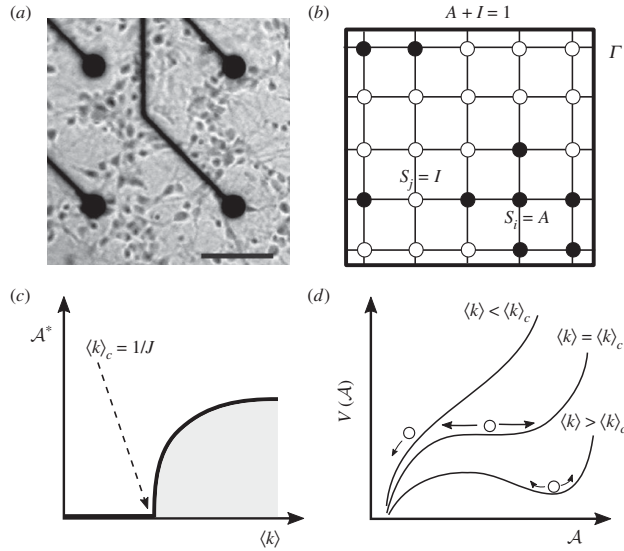 (a)
(b)
A + I = 1
Γ
S_j = I
S_i = A
(c)
𝒜*
⟨k⟩_c = 1/J
⟨k⟩
(d)
V(𝒜)
⟨k⟩ < ⟨k⟩_c
⟨k⟩ = ⟨k⟩_c
⟨k⟩ > ⟨k⟩_c
𝒜